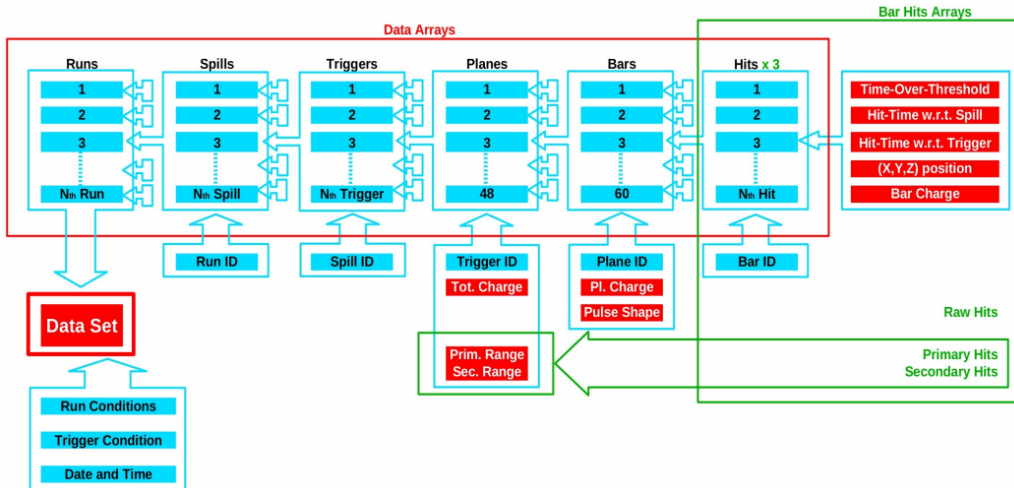 Bar Hits Arrays
Data Arrays
Runs
1
2
3
Nth Run
Spills
1
2
3
Nth Spill
Triggers
1
2
3
Nth Trigger
Planes
1
2
3
48
Bars
1
2
3
60
Hits x 3
1
2
3
Nth Hit
Time-Over-Threshold
Hit-Time w.r.t. Spill
Hit-Time w.r.t. Trigger
(X,Y,Z) position
Bar Charge
Run ID
Spill ID
Trigger ID
Tot. Charge
Prim. Range
Sec. Range
Plane ID
Pl. Charge
Pulse Shape
Bar ID
Raw Hits
Primary Hits
Secondary Hits
Data Set
Run Conditions
Trigger Condition
Date and Time